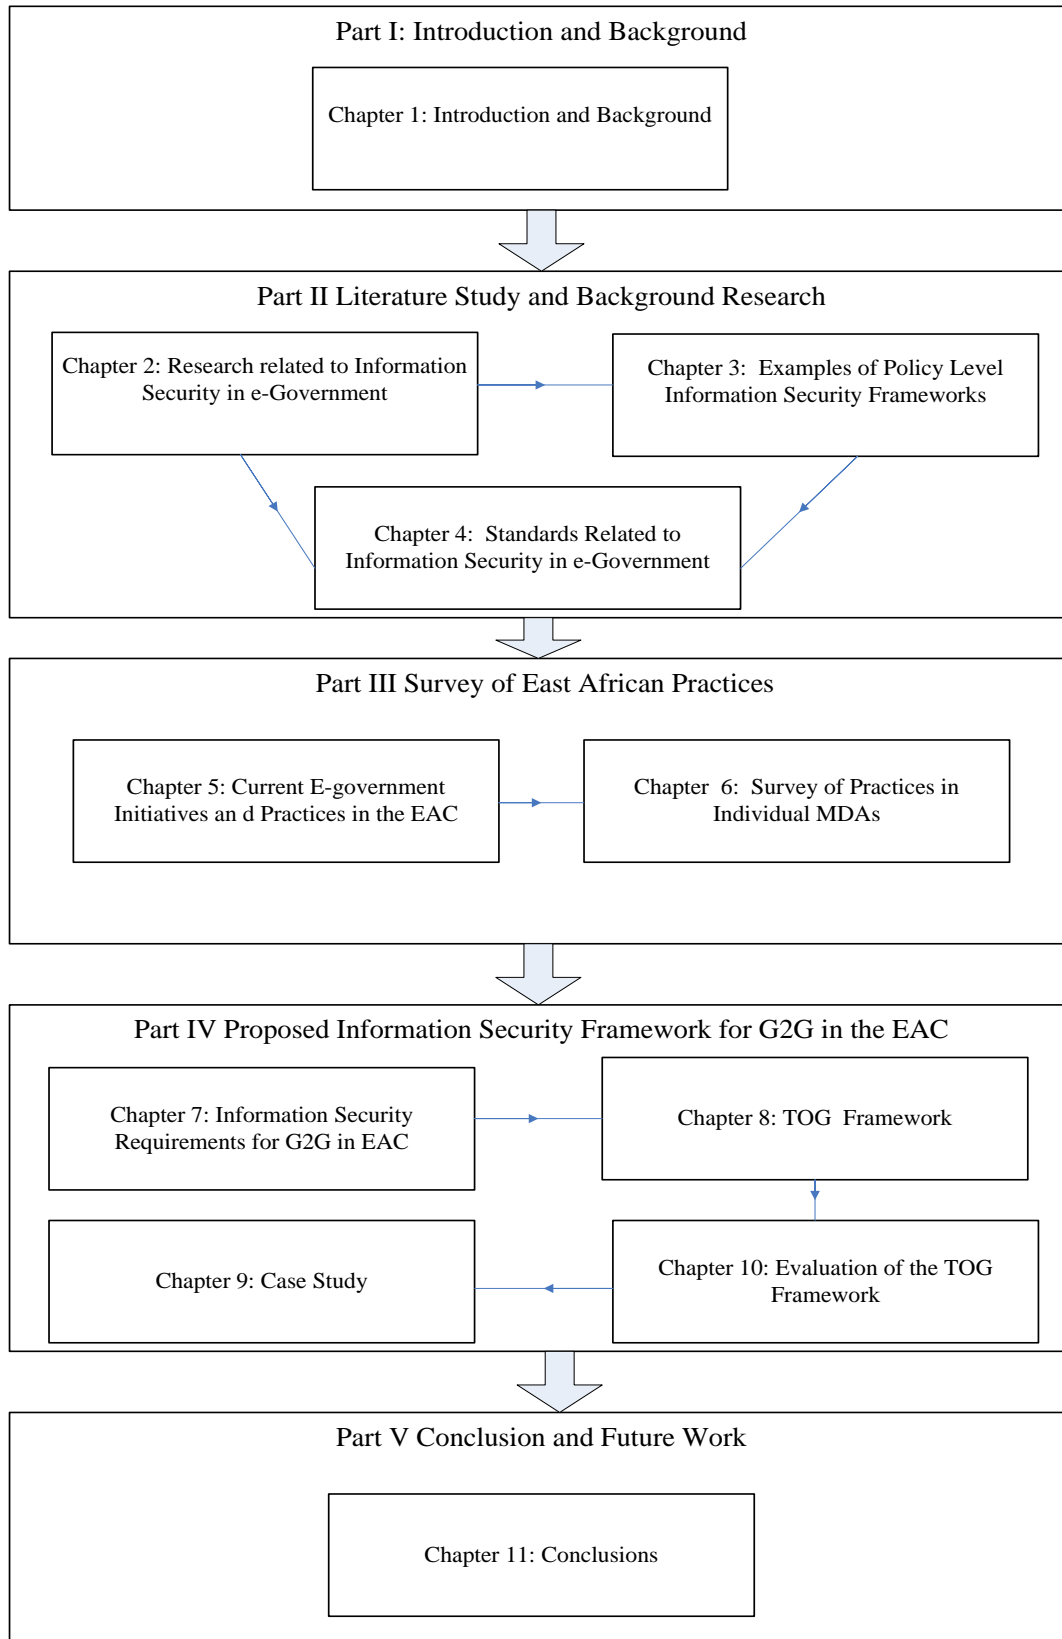 Part I: Introduction and Background
Chapter 1: Introduction and Background
Part II Literature Study and Background Research
Chapter 2: Research related to Information
Security in e-Government
Chapter 3:  Examples of Policy Level
Information Security Frameworks
Chapter 4:  Standards Related to
Information Security in e-Government
Part III Survey of East African Practices
Chapter 5: Current E-government
Initiatives an d Practices in the EAC
Chapter  6:  Survey of Practices in
Individual MDAs
Part IV Proposed Information Security Framework for G2G in the EAC
Chapter 7: Information Security
Requirements for G2G in EAC
Chapter 8: TOG  Framework
Chapter 9: Case Study
Chapter 10: Evaluation of the TOG
Framework
Part V Conclusion and Future Work
Chapter 11: Conclusions